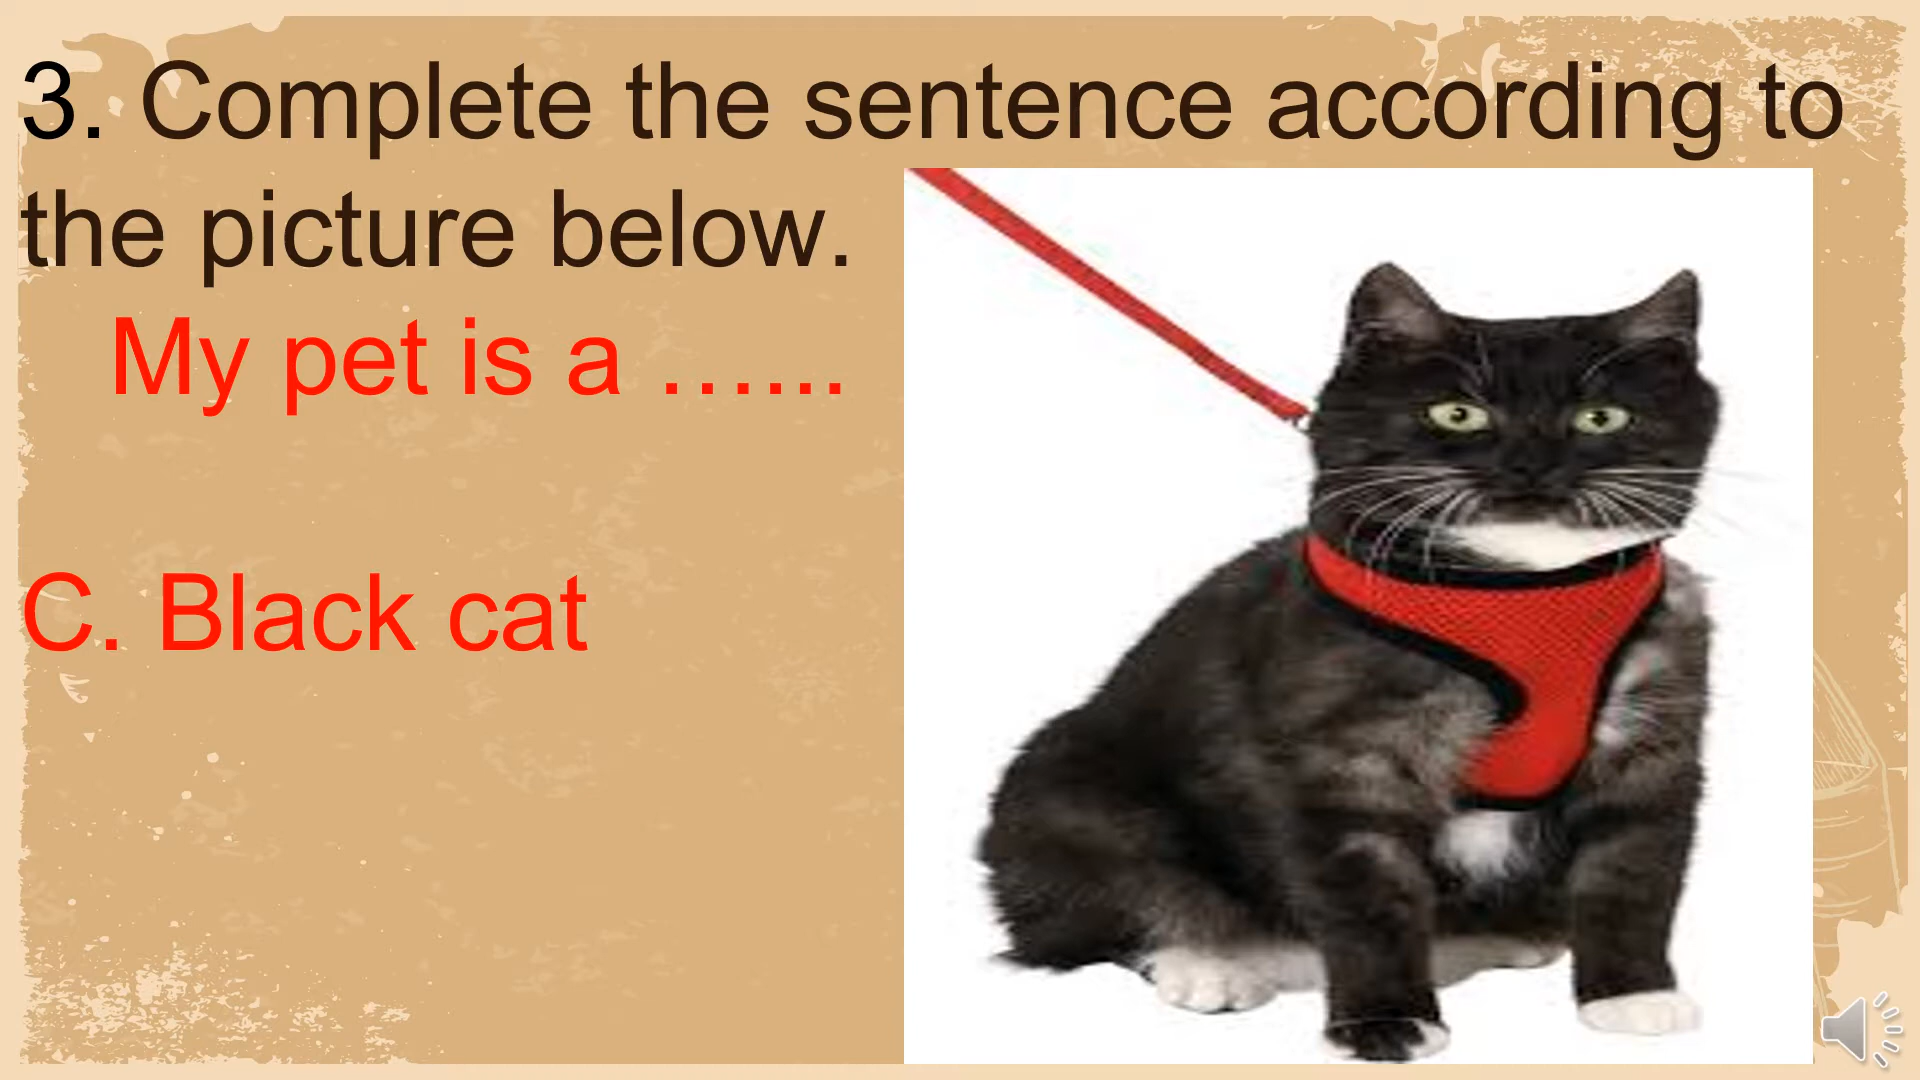 3. Complete the sentence according to
the picture below.
My pet is a …...
C. Black cat